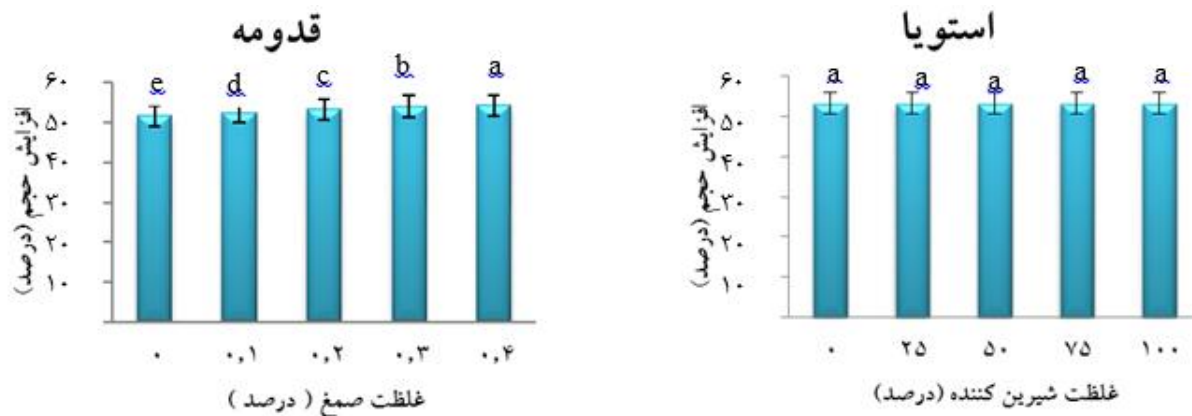 قدومه
e d c b a
۶۰
۵۰
۴۰
۳۰
۲۰
۱۰
افزایش حجم (درصد)
۰ ۰,۱ ۰,۲ ۰,۳ ۰,۴
غلظت صمغ ( درصد )
استویا
a a a a a
۶۰
۵۰
۴۰
۳۰
۲۰
۱۰
افزایش حجم (درصد)
۰ ۲۵ ۵۰ ۷۵ ۱۰۰
غلظت شیرین کننده (درصد)